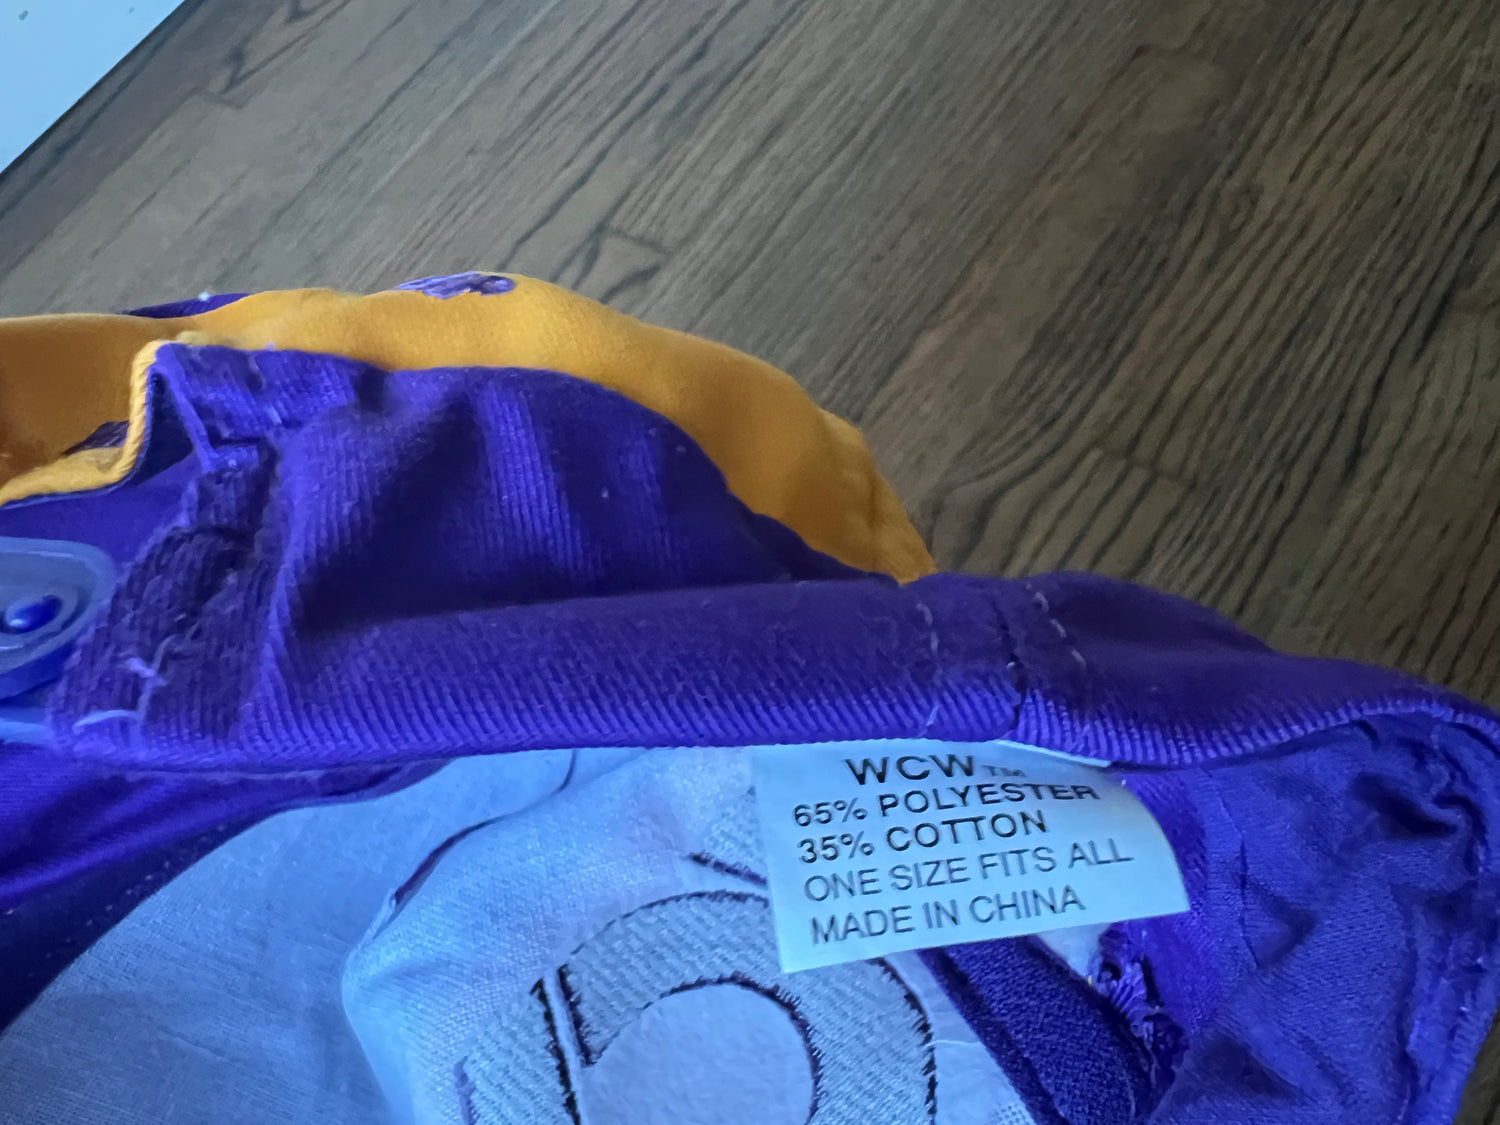 WCW™
65% POLYESTER
35% COTTON
ONE SIZE FITS ALL
MADE IN CHINA